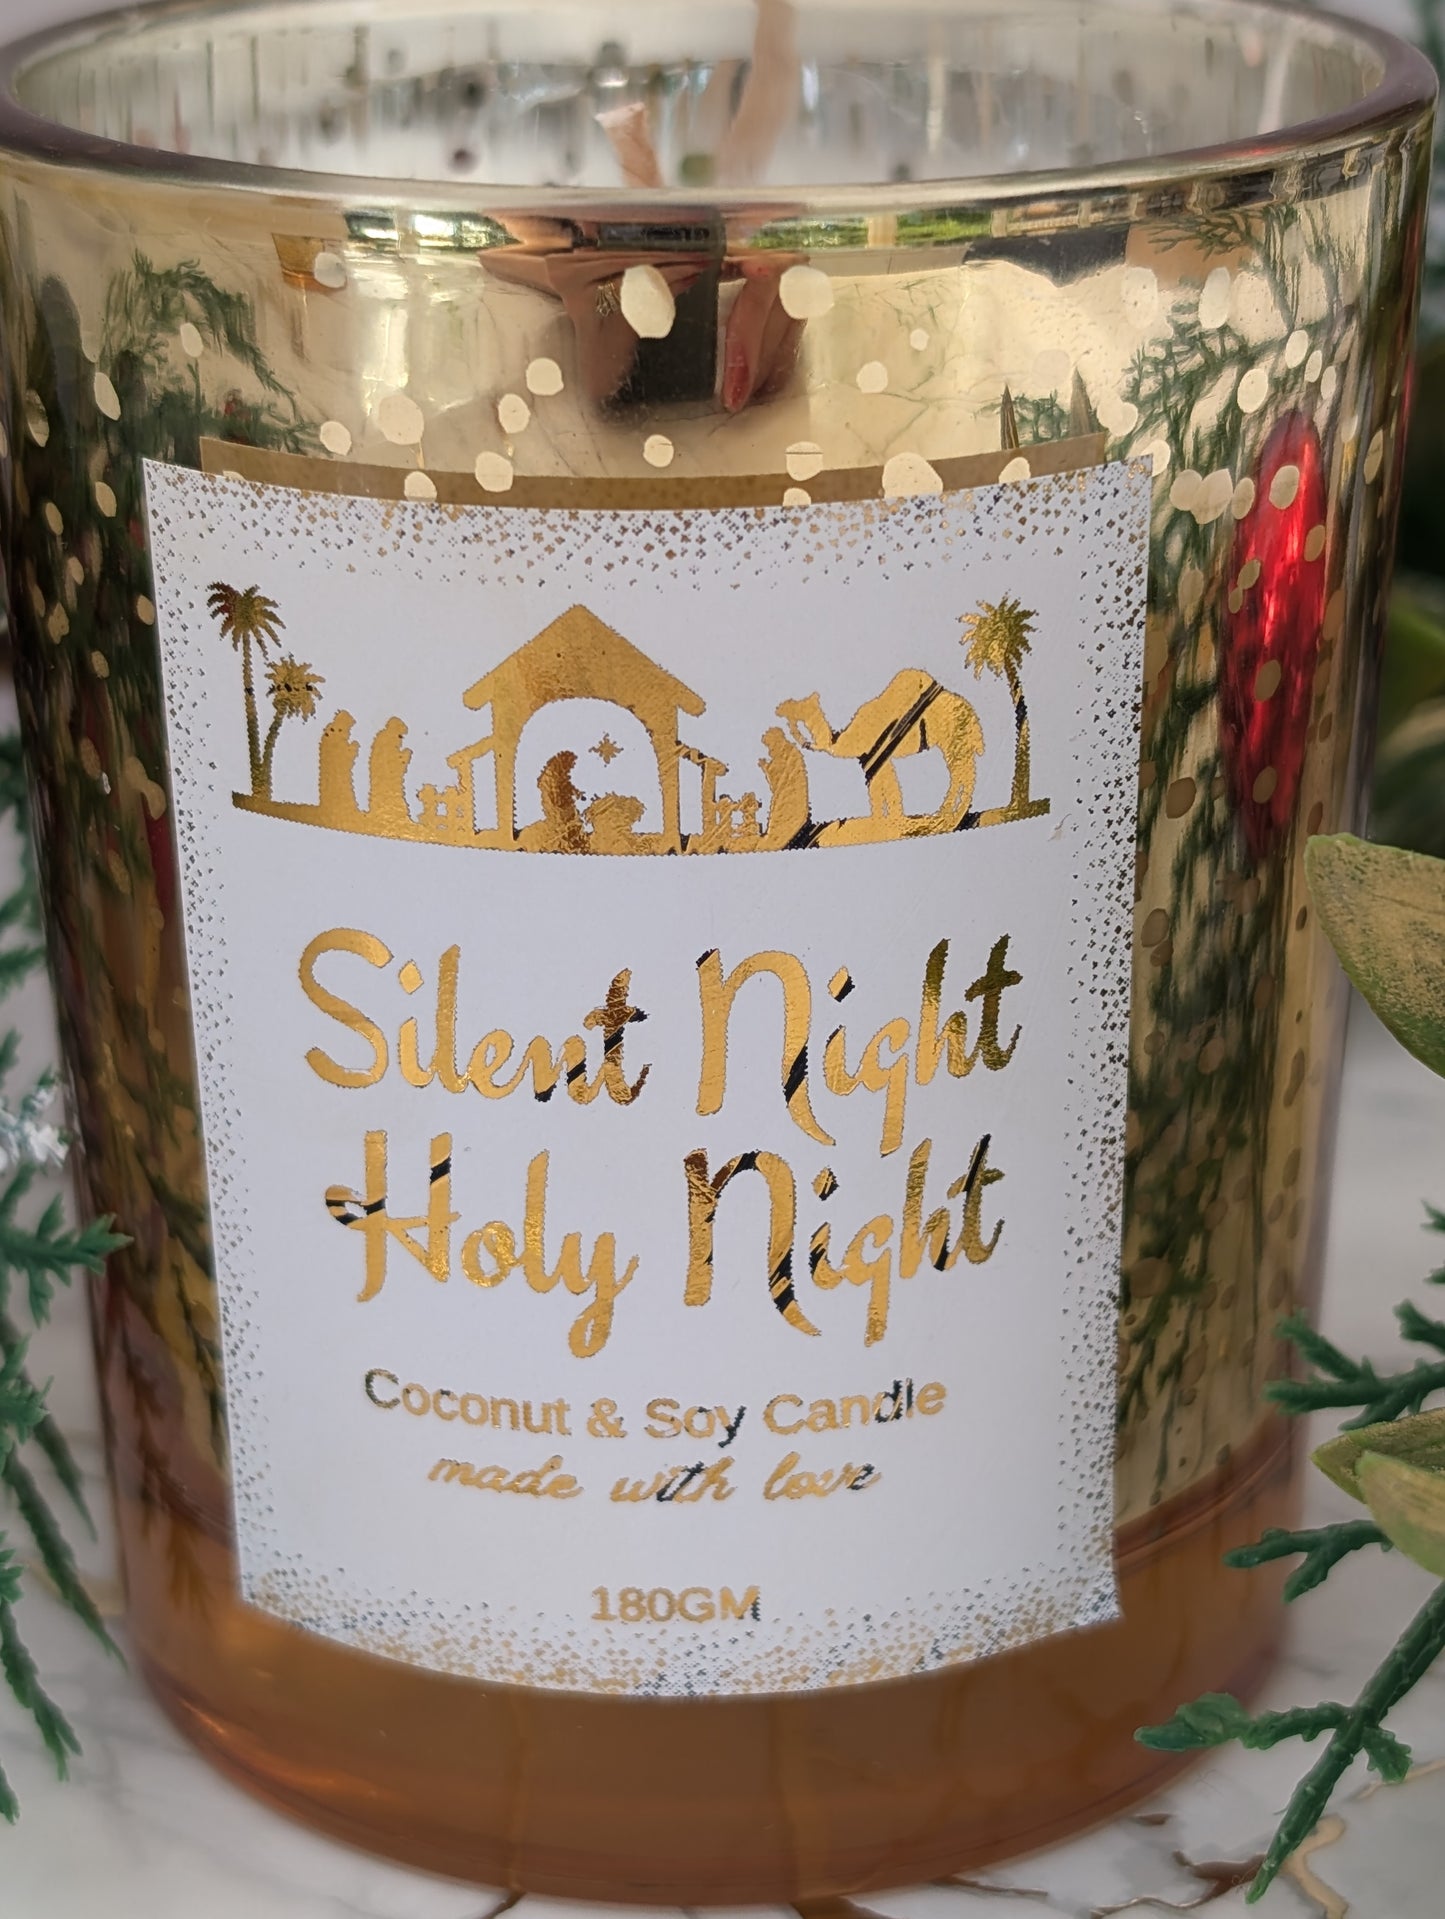 Silent Night
Holy Night
Coconut & Soy Candle
made with love
180GM